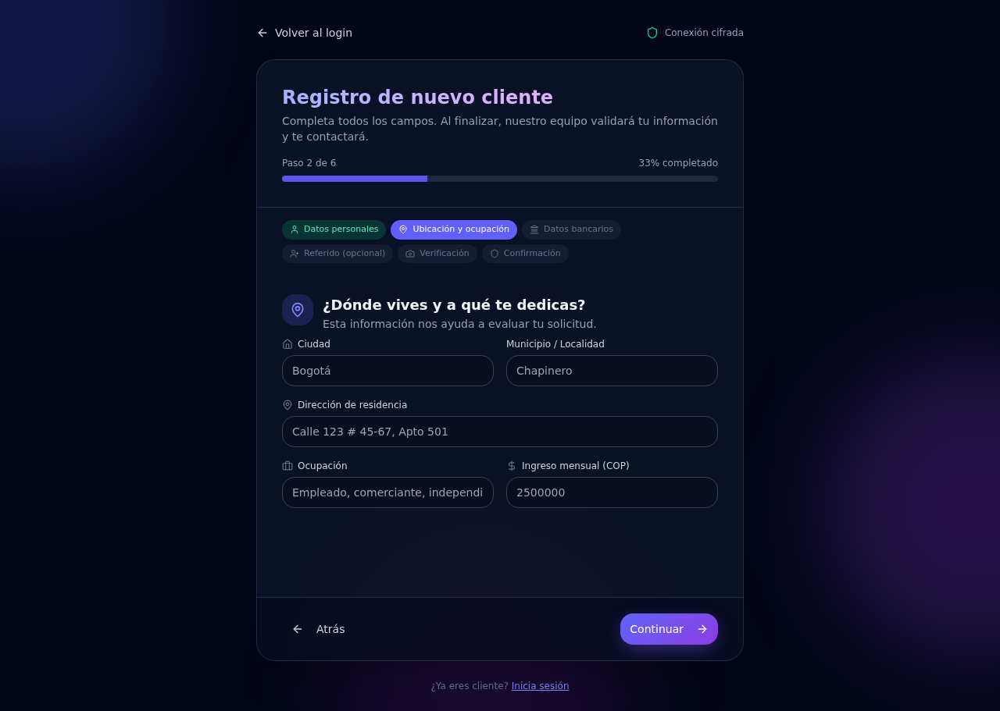 Volver al login
Conexión cifrada
Registro de nuevo cliente
Completa todos los campos. Al finalizar, nuestro equipo validará tu información
y te contactará.
Paso 2 de 6
33% completado
Datos personales
Ubicación y ocupación
Datos bancarios
Referido (opcional)
Verificación
Confirmación
¿Dónde vives y a qué te dedicas?
Esta información nos ayuda a evaluar tu solicitud.
Ciudad
Municipio / Localidad
Bogotá
Chapinero
Dirección de residencia
Calle 123 # 45-67, Apto 501
Ocupación
Ingreso mensual (COP)
Empleado, comerciante, independi
2500000
Atrás
Continuar
¿Ya eres cliente? Inicia sesión